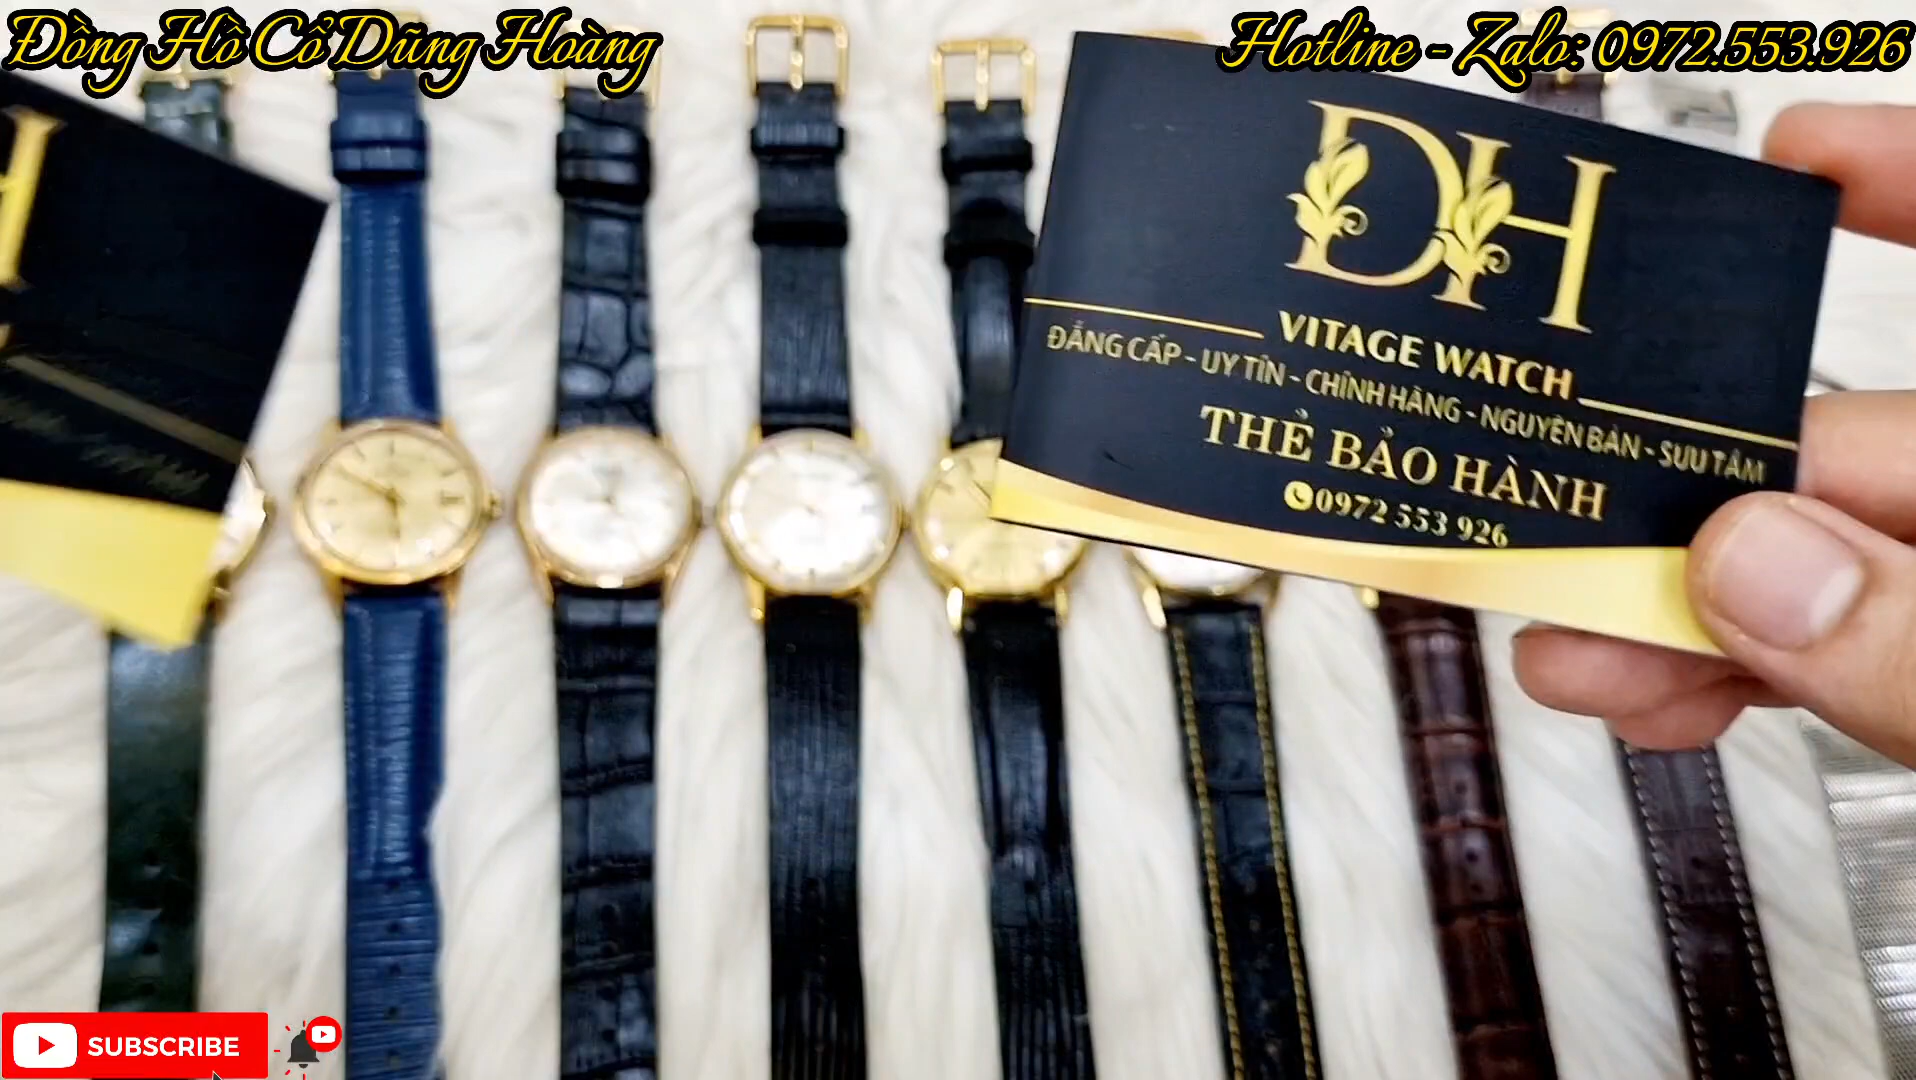 Đồng Hồ Cổ Dũng Hoàng
Hotline - Zalo: 0972.553.926
DH
VITAGE WATCH
ĐẲNG CẤP - UY TÍN - CHÍNH HÃNG - NGUYÊN BẢN - SƯU TẦM
THẺ BẢO HÀNH
0972 553 926
H
SUBSCRIBE